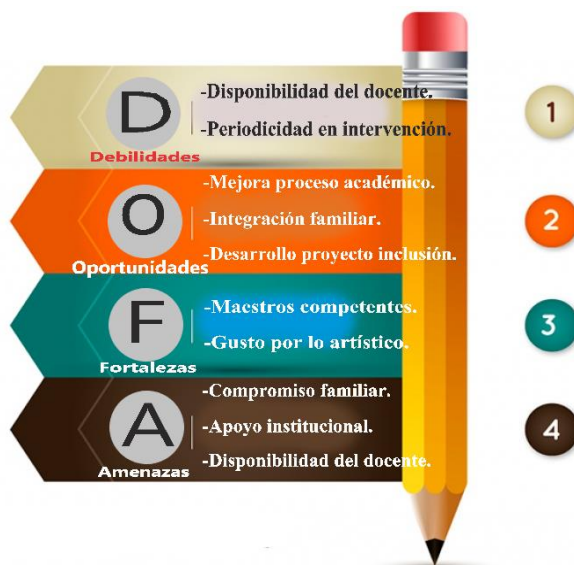 D
Debilidades
-Disponibilidad del docente.
-Periodicidad en intervención.
1
O
Oportunidades
-Mejora proceso académico.
-Integración familiar.
-Desarrollo proyecto inclusión.
2
F
Fortalezas
-Maestros competentes.
-Gusto por lo artístico.
3
A
Amenazas
-Compromiso familiar.
-Apoyo institucional.
-Disponibilidad del docente.
4